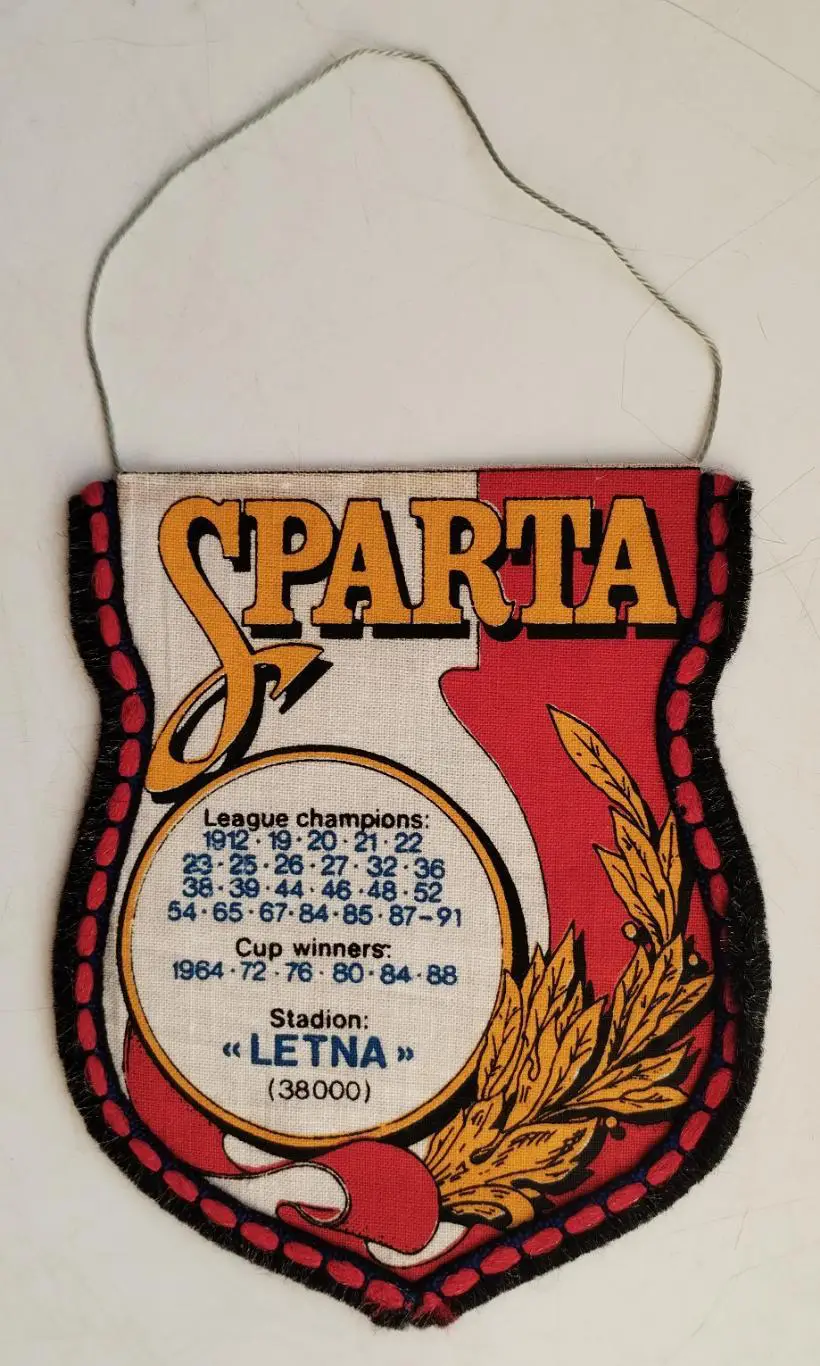 SPARTA
League champions:
1912·19·20·21·22
23·25·26·27·32·36
38·39·44·46·48·52
54·65·67·84·85·87-91
Cup winners:
1964·72·76·80·84·88
Stadion:
«LETNA»
(38000)